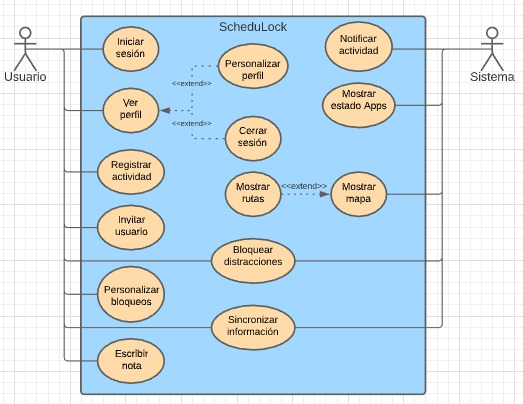 ScheduLock
Usuario
Sistema
Iniciar
sesión
Notificar
actividad
Personalizar
perfil
<<extend>>
Ver
perfil
Mostrar
estado Apps
<<extend>>
Cerrar
sesión
Registrar
actividad
Mostrar
rutas
<<extend>>
Mostrar
mapa
Invitar
usuario
Bloquear
distracciones
Personalizar
bloqueos
Sincronizar
información
Escribir
nota